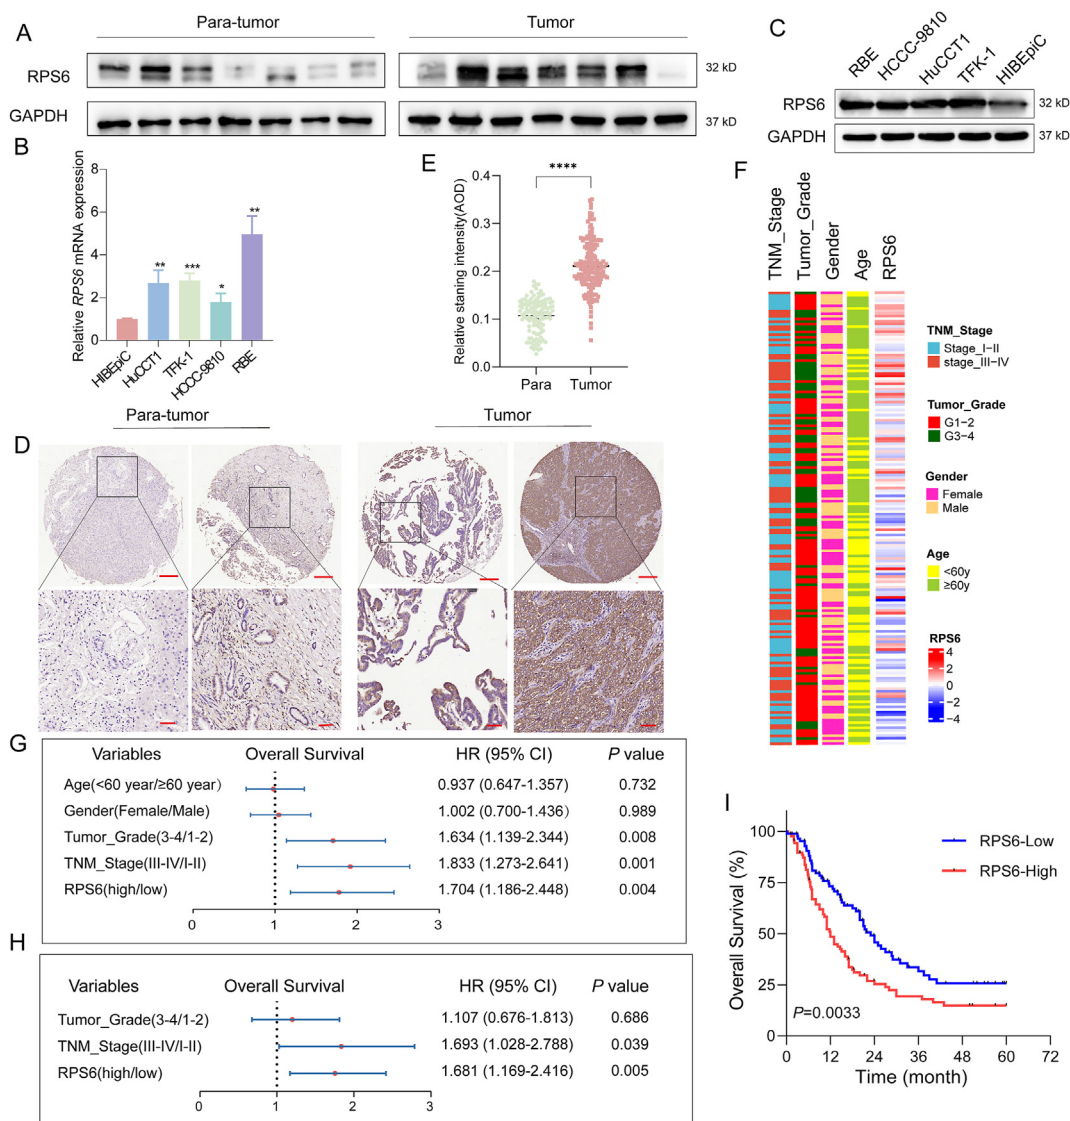 A
Para-tumor
Tumor
RPS6
32 kD
GAPDH
37 kD
C
RBE
HCCC-9810
HuCCT1
TFK-1
HIBEpiC
RPS6
32 kD
GAPDH
37 kD
B
Relative RPS6 mRNA expression
8
6
4
2
0
**
***
*
**
HIBEpiC
HuCCT1
TFK-1
HCCC-9810
RBE
E
Relative staning intensity(AOD)
0.4
0.3
0.2
0.1
0.0
****
Para
Tumor
F
TNM_Stage
Tumor_Grade
Gender
Age
RPS6
TNM_Stage
Stage_I-II
stage_III-IV
Tumor_Grade
G1-2
G3-4
Gender
Female
Male
Age
<60y
≥60y
RPS6
4
2
0
-2
-4
D
Para-tumor
Tumor
G
Variables Overall Survival HR (95% CI) P value
Age(<60 year/≥60 year) 0.937 (0.647-1.357) 0.732
Gender(Female/Male) 1.002 (0.700-1.436) 0.989
Tumor_Grade(3-4/1-2) 1.634 (1.139-2.344) 0.008
TNM_Stage(III-IV/I-II) 1.833 (1.273-2.641) 0.001
RPS6(high/low) 1.704 (1.186-2.448) 0.004
0 1 2 3
H
Variables Overall Survival HR (95% CI) P value
Tumor_Grade(3-4/1-2) 1.107 (0.676-1.813) 0.686
TNM_Stage(III-IV/I-II) 1.693 (1.028-2.788) 0.039
RPS6(high/low) 1.681 (1.169-2.416) 0.005
0 1 2 3
I
Overall Survival (%)
100
75
50
25
0
RPS6-Low
RPS6-High
P=0.0033
0 12 24 36 48 60 72
Time (month)